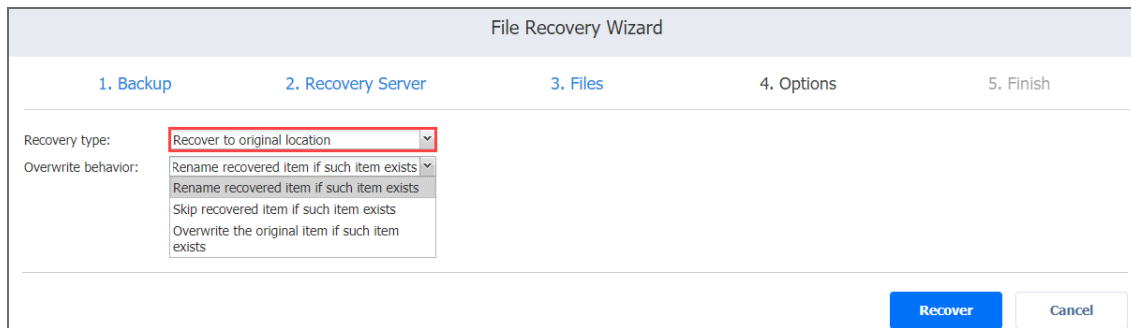 File Recovery Wizard
1. Backup 2. Recovery Server 3. Files 4. Options 5. Finish
Recovery type: Recover to original location
Overwrite behavior: Rename recovered item if such item exists
Rename recovered item if such item exists
Skip recovered item if such item exists
Overwrite the original item if such item
exists
Recover Cancel